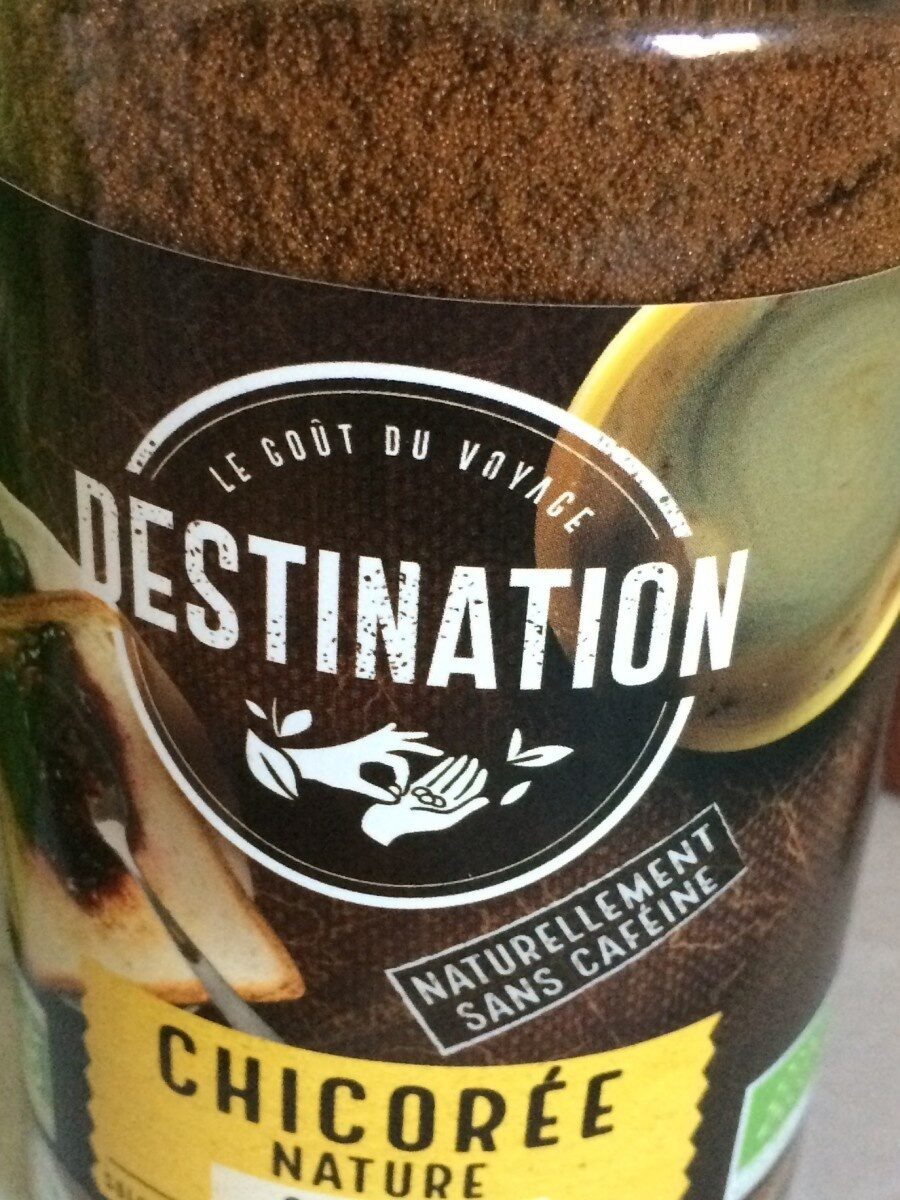 LE GOÛT DU VOYAGE
DESTINATION
NATURELLEMENT
SANS CAFÉINE
CHICORÉE
NATURE